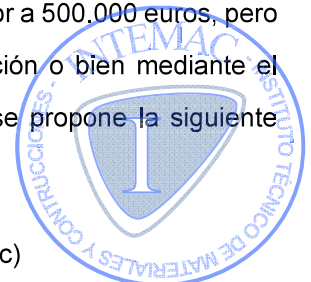 or a 500.000 euros, pero
ción o bien mediante el
se propone la siguiente
c)
INTEMAC - INSTITUTO TÉCNICO DE MATERIALES Y CONSTRUCCIONES